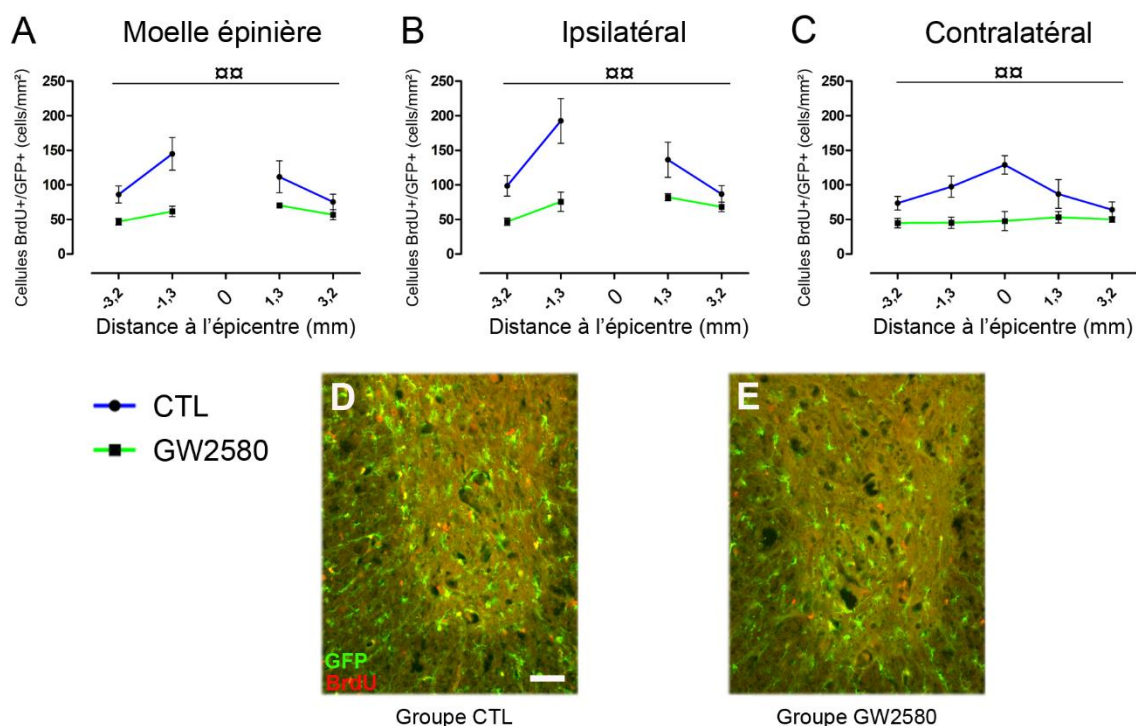 A Moelle épinière
¤¤
Cellules BrdU+/GFP+ (cells/mm²)
250
200
150
100
50
0
-3,2 -1,3 0 1,3 3,2
Distance à l'épicentre (mm)
B Ipsilatéral
¤¤
Cellules BrdU+/GFP+ (cells/mm²)
250
200
150
100
50
0
-3,2 -1,3 0 1,3 3,2
Distance à l'épicentre (mm)
C Contralatéral
¤¤
Cellules BrdU+/GFP+ (cells/mm²)
250
200
150
100
50
0
-3,2 -1,3 0 1,3 3,2
Distance à l'épicentre (mm)
CTL
GW2580
D
GFP
BrdU
Groupe CTL
E
Groupe GW2580